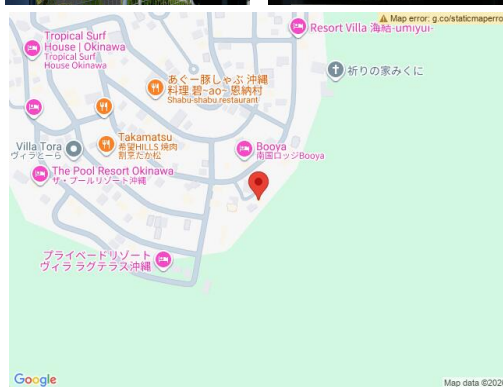 Map error: g.co/staticmaperro
Resort Villa 海結-umiyui-
Tropical Surf
House | Okinawa
Tropical Surf
House Okinawa
祈りの家みくに
あぐー豚しゃぶ 沖縄
料理 碧~ao~ 恩納村
Shabu-shabu restaurant
Takamatsu
希望HILLS 焼肉
割烹たか松
Villa Tora
ヴィラとーら
Booya
南国ロッジBooya
The Pool Resort Okinawa
ザ・プールリゾート沖縄
プライベートリゾート
ヴィラ ラグテラス沖縄
Google
Map data ©2026